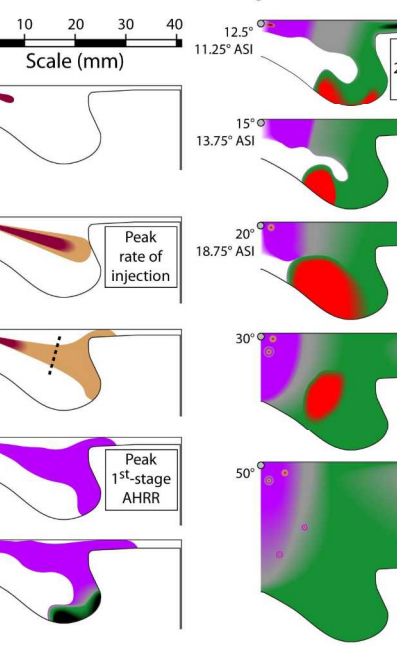 10 20 30 40
Scale (mm)
Peak
rate of
injection
Peak
1st-stage
AHRR
12.5°
11.25° ASI
2
15°
13.75° ASI
20°
18.75° ASI
30°
50°